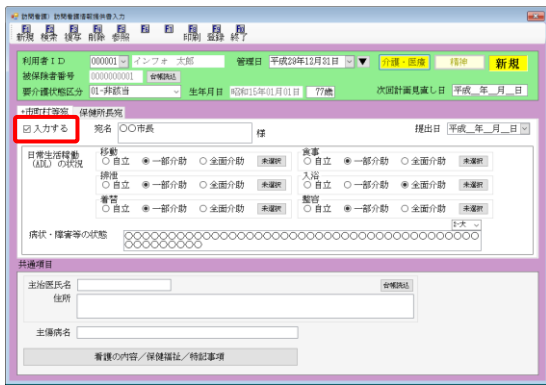 訪問看護) 訪問看護情報提供書入力
新規 検索 複写 削除 参照 印刷 登録 終了
利用者ID 000001 インフォ 太郎 管理日 平成29年12月31日 ▼ 介護・医療 精神 新規
被保険者番号 0000000001 台帳読込
要介護状態区分 01-非該当 生年月日 昭和15年01月01日 77歳 次回計画見直し日 平成__年__月__日
*市町村等宛 保健所長宛
☑ 入力する 宛名 〇〇市長 様 提出日 平成__年__月__日
日常生活稼動 (ADL) の状況
移動 ○自立 ◉一部介助 ○全面介助 未選択 食事 ○自立 ◉一部介助 ○全面介助 未選択
排泄 ○自立 ◉一部介助 ○全面介助 未選択 入浴 ○自立 ◉一部介助 ○全面介助 未選択
着替 ○自立 ◉一部介助 ○全面介助 未選択 整容 ○自立 ◉一部介助 ○全面介助 未選択
病状・障害等の状態 〇〇〇〇〇〇〇〇〇〇〇〇〇〇〇〇〇〇〇〇〇〇〇〇〇〇〇〇〇〇〇〇〇〇〇〇〇〇〇〇
〇〇〇〇〇〇〇〇〇〇
共通項目
主治医氏名 台帳読込
住所
主傷病名
看護の内容/保健福祉/特記事項